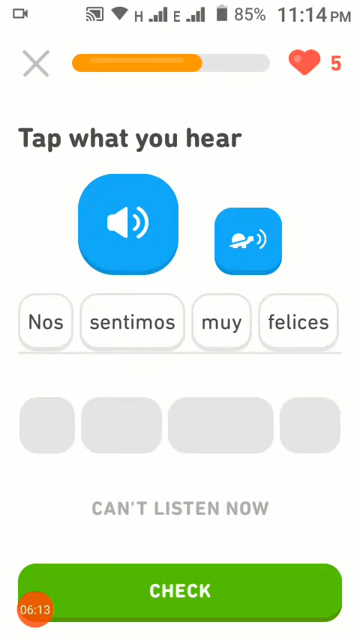 H E 85% 11:14 PM
5
Tap what you hear
Nos sentimos muy felices
CAN'T LISTEN NOW
CHECK
06:13